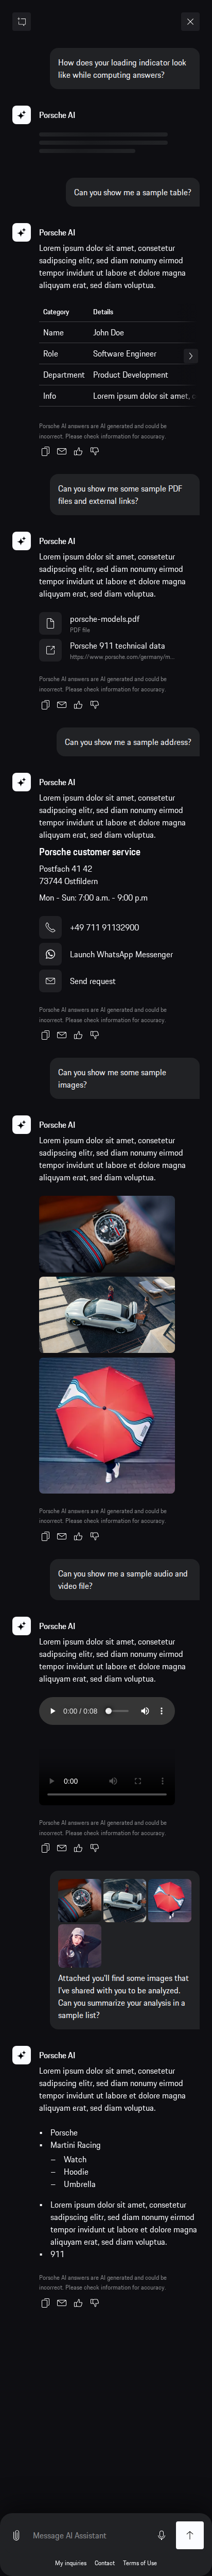 How does your loading indicator look
like while computing answers?
Porsche AI
Can you show me a sample table?
Porsche AI
Lorem ipsum dolor sit amet, consetetur
sadipscing elitr, sed diam nonumy eirmod
tempor invidunt ut labore et dolore magna
aliquyam erat, sed diam voluptua.
Category Details
Name John Doe
Role Software Engineer
Department Product Development
Info Lorem ipsum dolor sit amet,
Porsche AI answers are AI generated and could be
incorrect. Please check information for accuracy.
Can you show me some sample PDF
files and external links?
Porsche AI
Lorem ipsum dolor sit amet, consetetur
sadipscing elitr, sed diam nonumy eirmod
tempor invidunt ut labore et dolore magna
aliquyam erat, sed diam voluptua.
porsche-models.pdf
PDF file
Porsche 911 technical data
https://www.porsche.com/germany/m...
Porsche AI answers are AI generated and could be
incorrect. Please check information for accuracy.
Can you show me a sample address?
Porsche AI
Lorem ipsum dolor sit amet, consetetur
sadipscing elitr, sed diam nonumy eirmod
tempor invidunt ut labore et dolore magna
aliquyam erat, sed diam voluptua.
Porsche customer service
Postfach 41 42
73744 Ostfildern
Mon - Sun: 7:00 a.m. - 9:00 p.m
+49 711 91132900
Launch WhatsApp Messenger
Send request
Porsche AI answers are AI generated and could be
incorrect. Please check information for accuracy.
Can you show me some sample
images?
Porsche AI
Lorem ipsum dolor sit amet, consetetur
sadipscing elitr, sed diam nonumy eirmod
tempor invidunt ut labore et dolore magna
aliquyam erat, sed diam voluptua.
Porsche AI answers are AI generated and could be
incorrect. Please check information for accuracy.
Can you show me a sample audio and
video file?
Porsche AI
Lorem ipsum dolor sit amet, consetetur
sadipscing elitr, sed diam nonumy eirmod
tempor invidunt ut labore et dolore magna
aliquyam erat, sed diam voluptua.
0:00 / 0:08
0:00
Porsche AI answers are AI generated and could be
incorrect. Please check information for accuracy.
Attached you'll find some images that
I've shared with you to be analyzed.
Can you summarize your analysis in a
sample list?
Porsche AI
Lorem ipsum dolor sit amet, consetetur
sadipscing elitr, sed diam nonumy eirmod
tempor invidunt ut labore et dolore magna
aliquyam erat, sed diam voluptua.
• Porsche
• Martini Racing
– Watch
– Hoodie
– Umbrella
• Lorem ipsum dolor sit amet, consetetur
sadipscing elitr, sed diam nonumy eirmod
tempor invidunt ut labore et dolore magna
aliquyam erat, sed diam voluptua.
• 911
Porsche AI answers are AI generated and could be
incorrect. Please check information for accuracy.
Message AI Assistant
My inquiries Contact Terms of Use